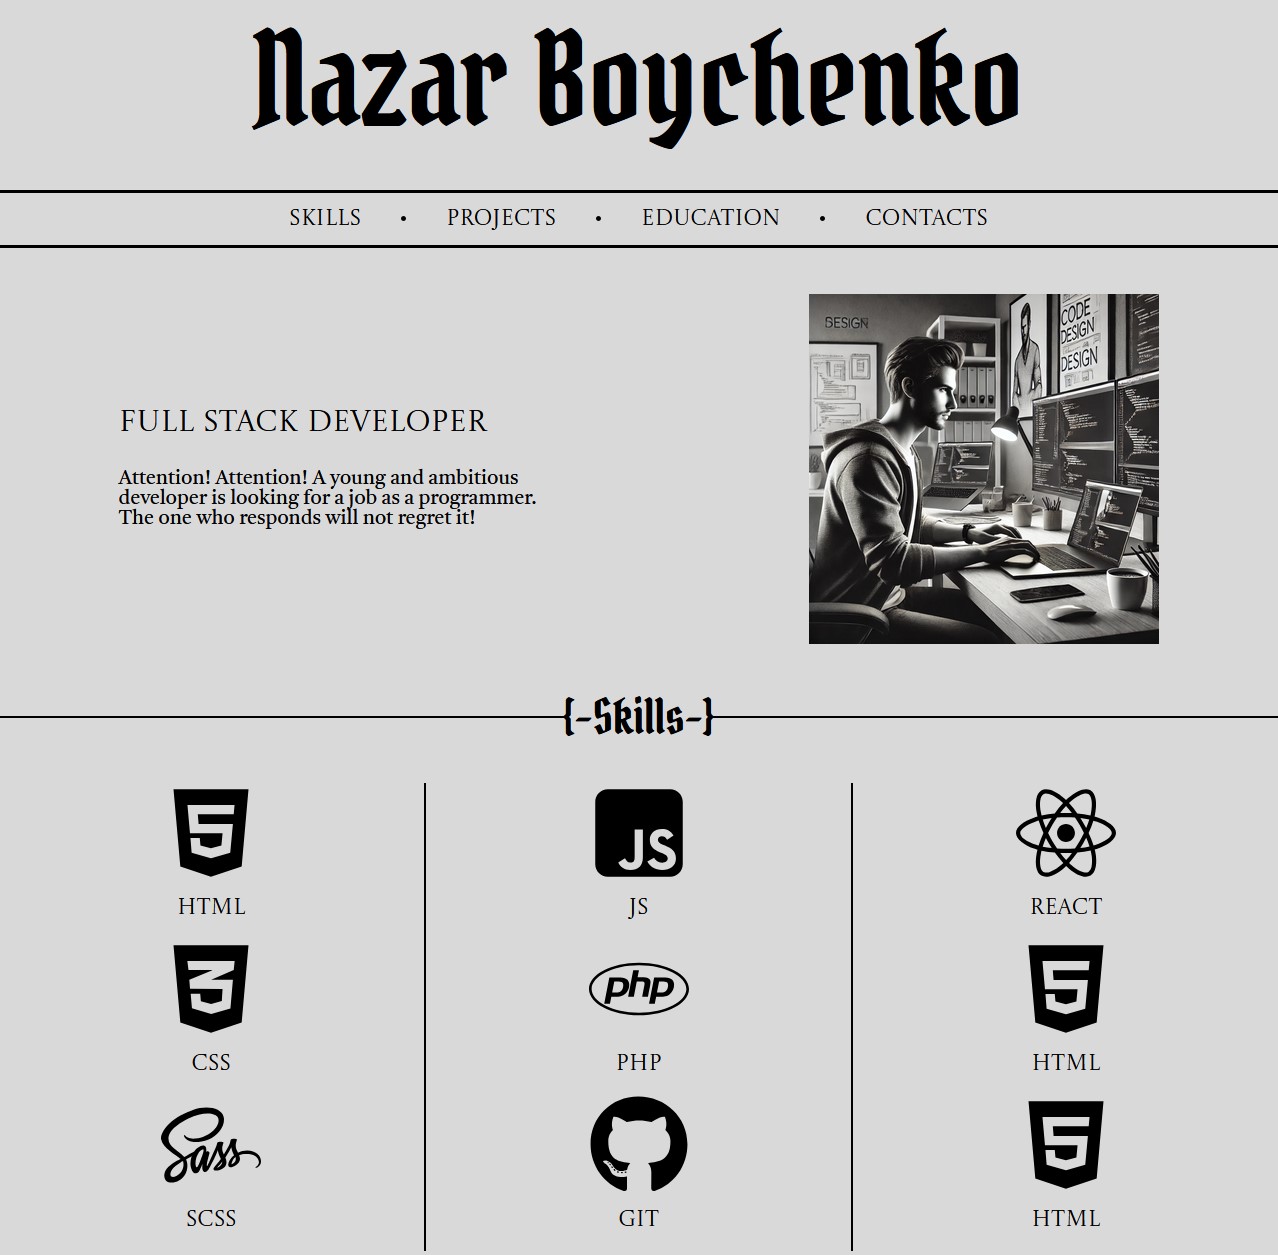 Nazar Boychenko
SKILLS • PROJECTS • EDUCATION • CONTACTS
DESIGN
CODE
DESIGN
DESIGN
FULL STACK DEVELOPER
Attention! Attention! A young and ambitious
developer is looking for a job as a programmer.
The one who responds will not regret it!
{-Skills-}
5
JS
HTML
JS
REACT
3
php
5
CSS
PHP
HTML
Sass
5
SCSS
GIT
HTML